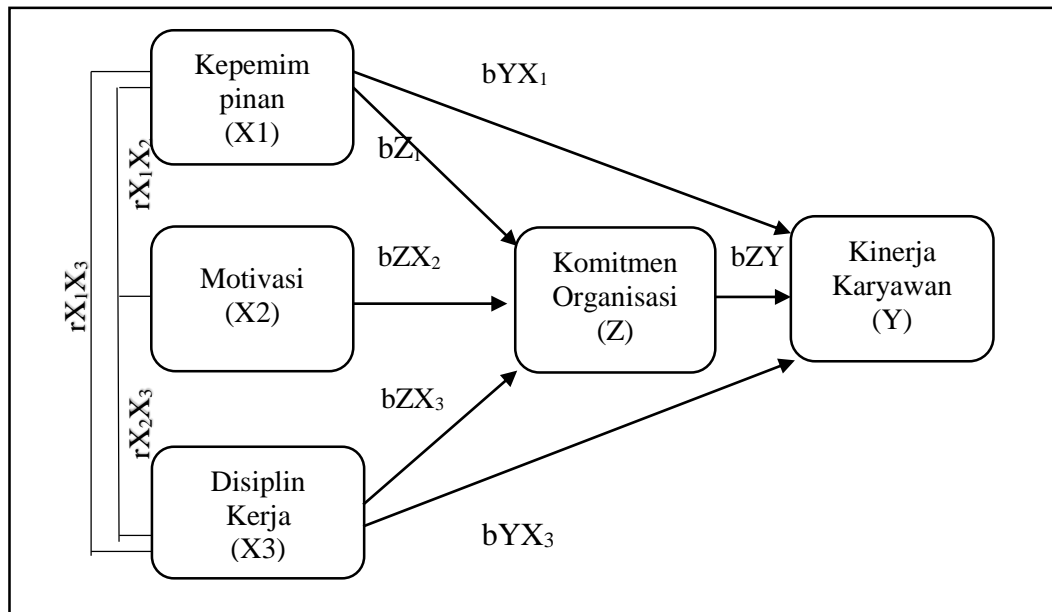 Kepemim
pinan
(X1)
bYX₁
bZ₁
rX₁X₂
rX₁X₃
Motivasi
(X2)
bZX₂
Komitmen
Organisasi
(Z)
bZY
Kinerja
Karyawan
(Y)
rX₂X₃
bZX₃
Disiplin
Kerja
(X3)
bYX₃